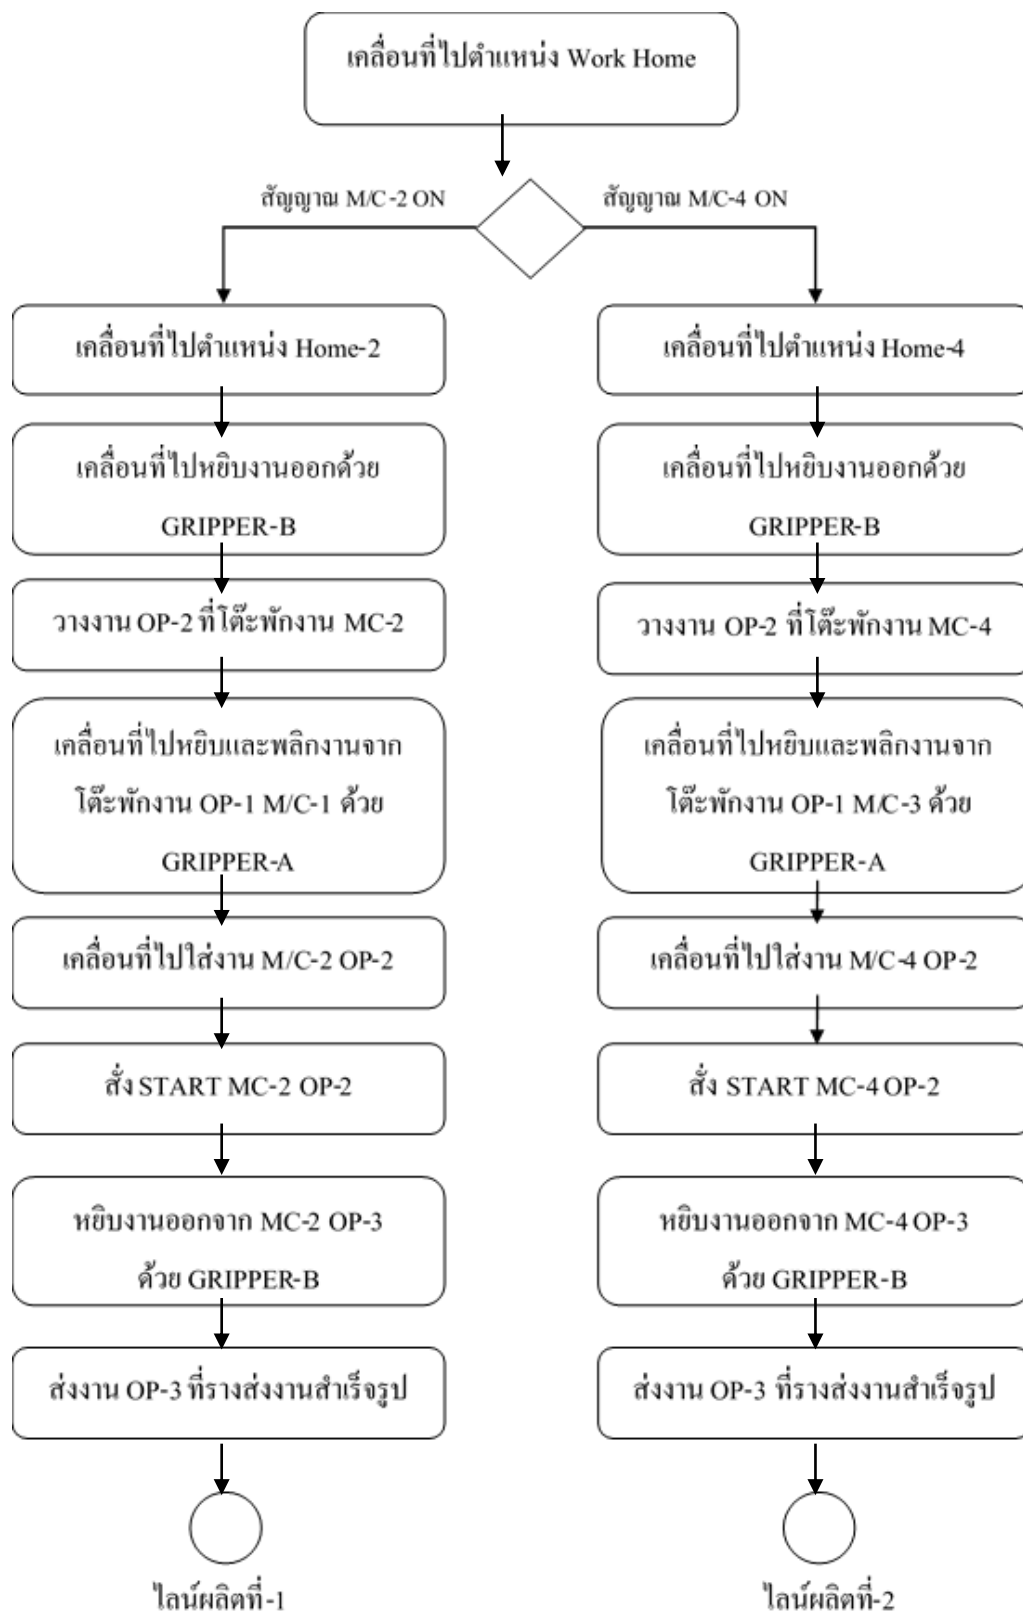 เคลื่อนที่ไปตำแหน่ง Work Home
สัญญาณ M/C-2 ON
สัญญาณ M/C-4 ON
เคลื่อนที่ไปตำแหน่ง Home-2
เคลื่อนที่ไปหยิบงานออกด้วย
GRIPPER-B
วางงาน OP-2 ที่โต๊ะพักงาน MC-2
เคลื่อนที่ไปหยิบและพลิกงานจาก
โต๊ะพักงาน OP-1 M/C-1 ด้วย
GRIPPER-A
เคลื่อนที่ไปใส่งาน M/C-2 OP-2
สั่ง START MC-2 OP-2
หยิบงานออกจาก MC-2 OP-3
ด้วย GRIPPER-B
ส่งงาน OP-3 ที่รางส่งงานสำเร็จรูป
ไลน์ผลิตที่-1
เคลื่อนที่ไปตำแหน่ง Home-4
เคลื่อนที่ไปหยิบงานออกด้วย
GRIPPER-B
วางงาน OP-2 ที่โต๊ะพักงาน MC-4
เคลื่อนที่ไปหยิบและพลิกงานจาก
โต๊ะพักงาน OP-1 M/C-3 ด้วย
GRIPPER-A
เคลื่อนที่ไปใส่งาน M/C-4 OP-2
สั่ง START MC-4 OP-2
หยิบงานออกจาก MC-4 OP-3
ด้วย GRIPPER-B
ส่งงาน OP-3 ที่รางส่งงานสำเร็จรูป
ไลน์ผลิตที่-2